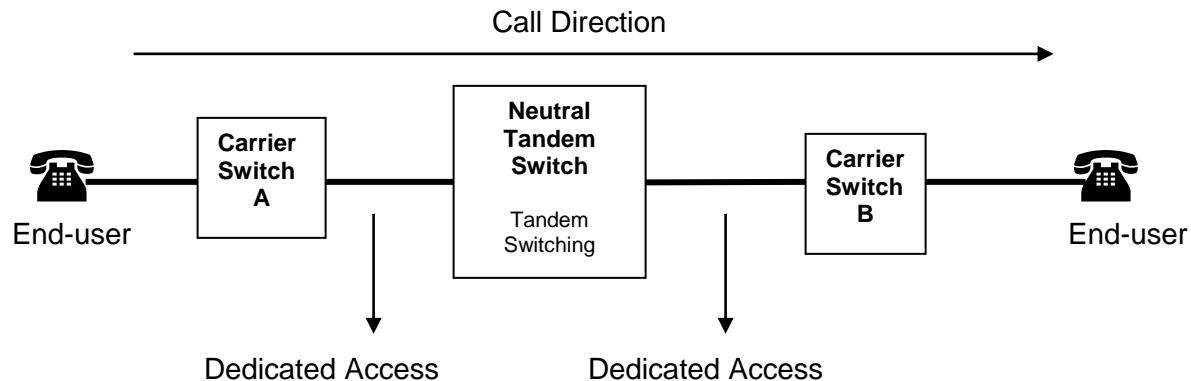 Call Direction
End-user
Carrier
Switch
A
Neutral
Tandem
Switch
Tandem
Switching
Carrier
Switch
B
End-user
Dedicated Access
Dedicated Access